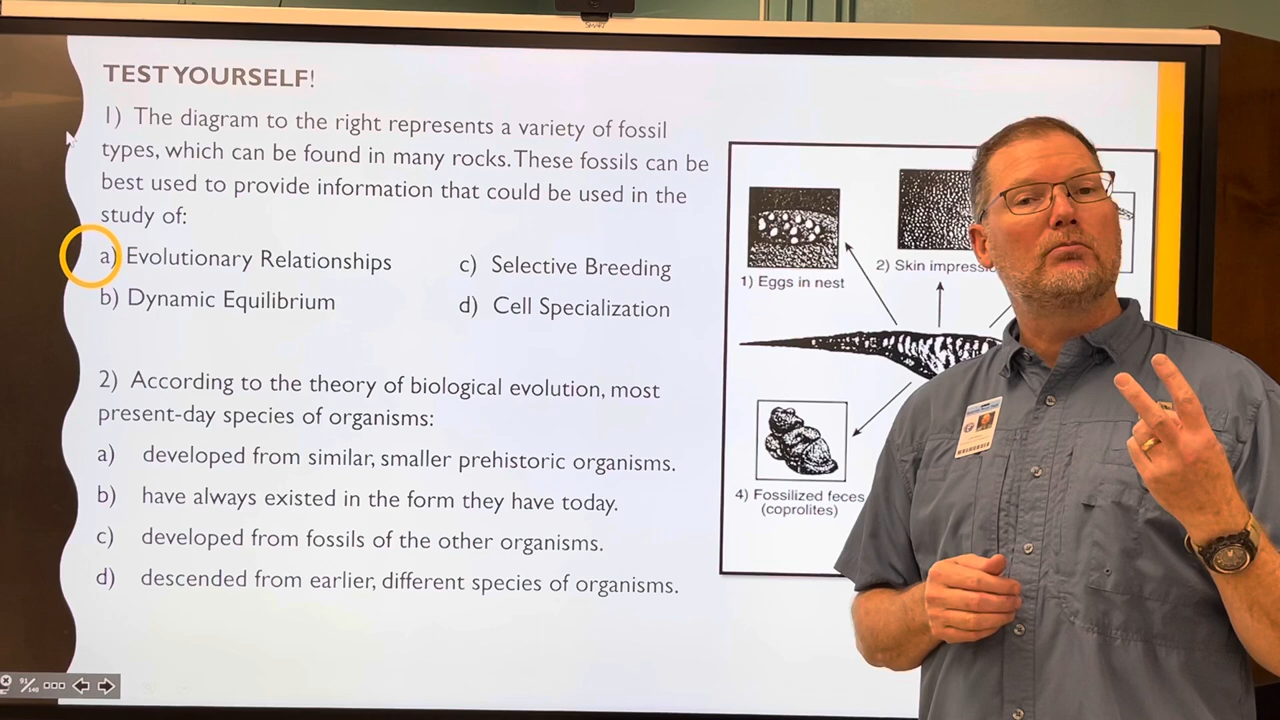 TEST YOURSELF!
1) The diagram to the right represents a variety of fossil
types, which can be found in many rocks. These fossils can be
best used to provide information that could be used in the
study of:
a) Evolutionary Relationships
c) Selective Breeding
b) Dynamic Equilibrium
d) Cell Specialization
2) According to the theory of biological evolution, most
present-day species of organisms:
a) developed from similar, smaller prehistoric organisms.
b) have always existed in the form they have today.
c) developed from fossils of the other organisms.
d) descended from earlier, different species of organisms.
1) Eggs in nest
2) Skin
4) Fossilized feces
(coprolites)
91/140